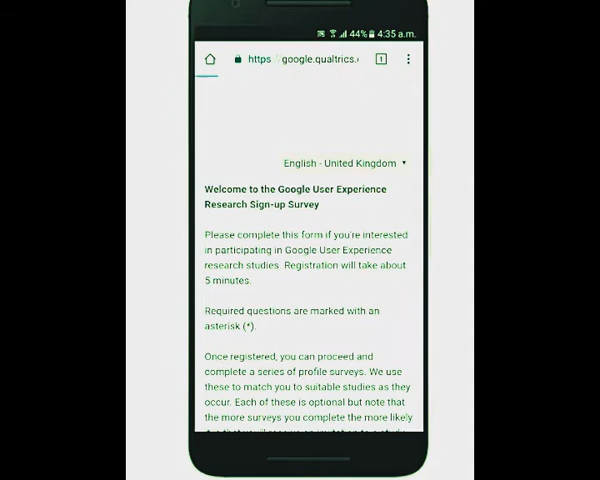 44% 4:35 a.m.
https://google.qualtrics. 1
English - United Kingdom
Welcome to the Google User Experience
Research Sign-up Survey
Please complete this form if you're interested
in participating in Google User Experience
research studies. Registration will take about
5 minutes.
Required questions are marked with an
asterisk (*).
Once registered, you can proceed and
complete a series of profile surveys. We use
these to match you to suitable studies as they
occur. Each of these is optional but note that
the more surveys you complete the more likely